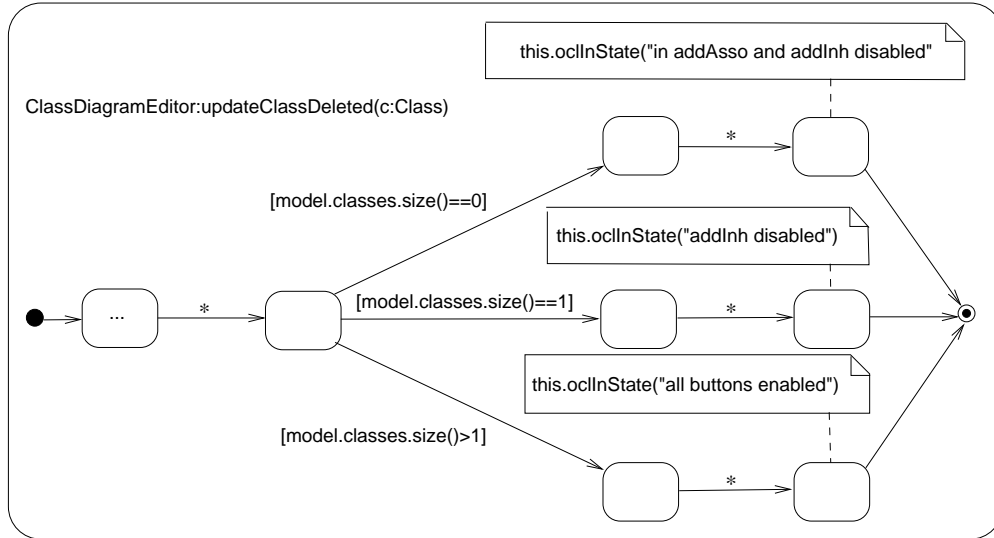 this.oclInState("in addAsso and addInh disabled"
ClassDiagramEditor:updateClassDeleted(c:Class)
*
[model.classes.size()==0]
this.oclInState("addInh disabled")
...
*
[model.classes.size()==1]
*
this.oclInState("all buttons enabled")
[model.classes.size()>1]
*